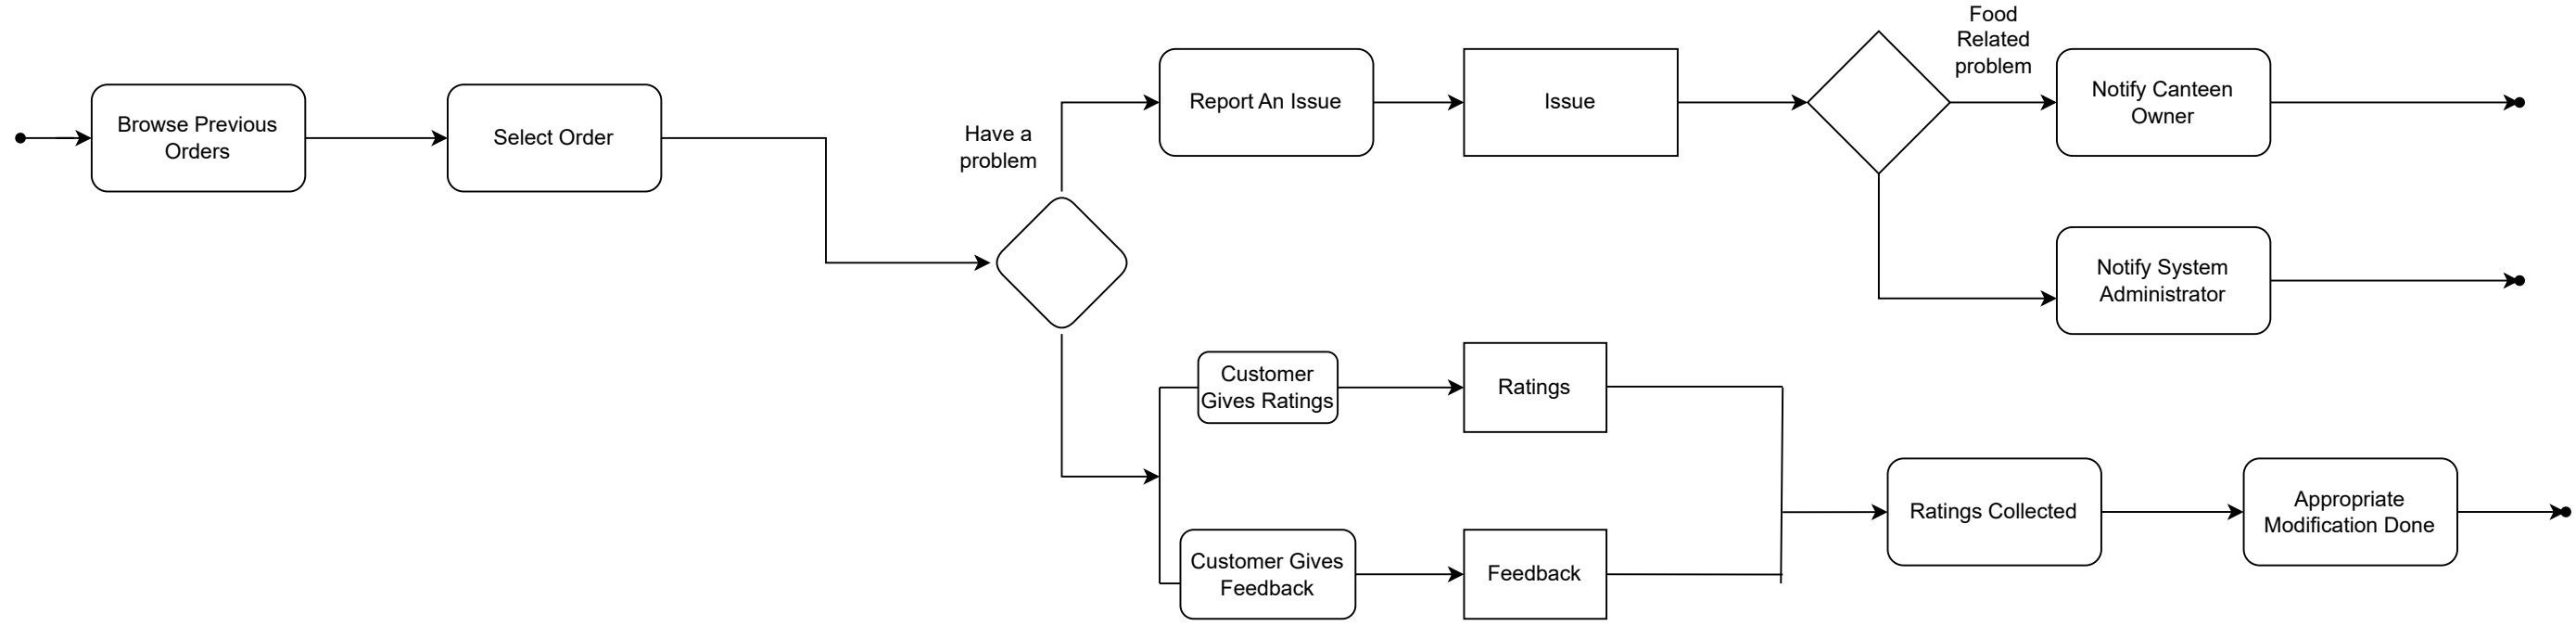 Browse Previous
Orders
Select Order
Have a
problem
Report An Issue
Issue
Food
Related
problem
Notify Canteen
Owner
Notify System
Administrator
Customer
Gives Ratings
Ratings
Customer Gives
Feedback
Feedback
Ratings Collected
Appropriate
Modification Done